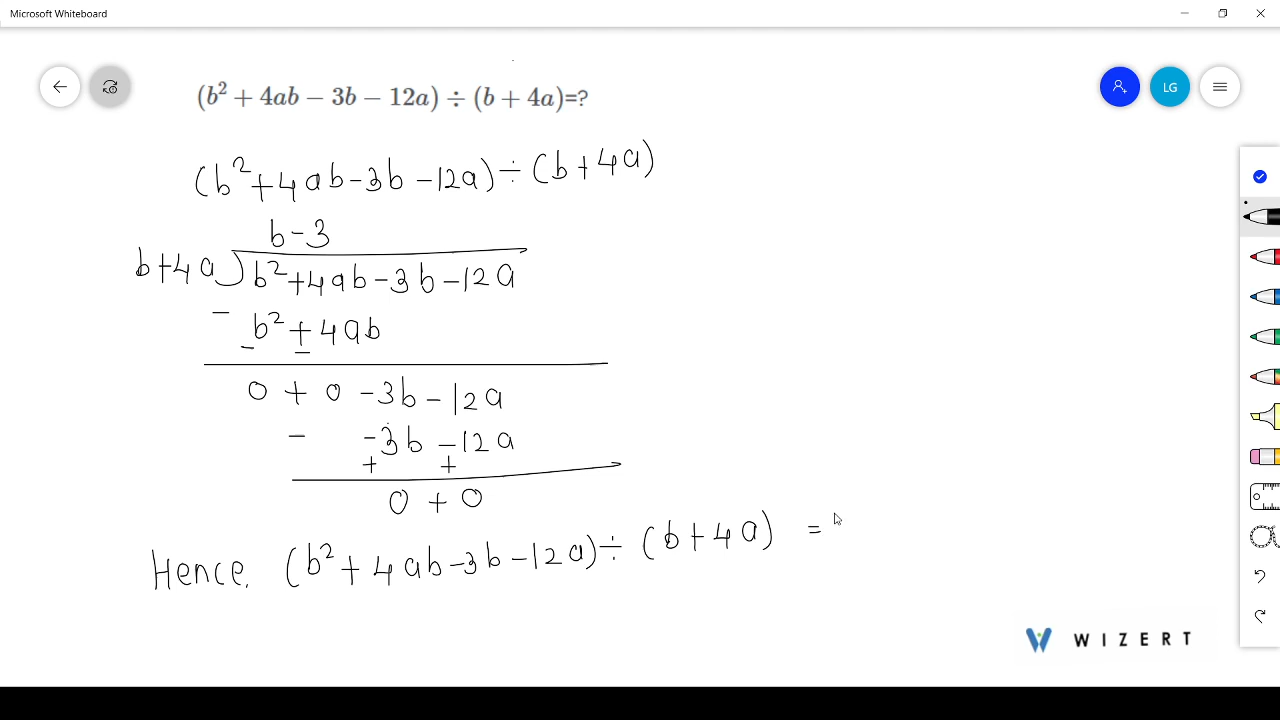 Microsoft Whiteboard
LG
(b² + 4ab − 3b − 12a) ÷ (b + 4a)=?
(b²+4ab-3b-12a)÷(b+4a)
b-3
b+4a)b²+4ab-3b-12a
- b²+4ab
- -
0+0-3b-12a
- -3b-12a
+ +
0+0
Hence, (b²+4ab-3b-12a)÷(b+4a) =
WIZERT